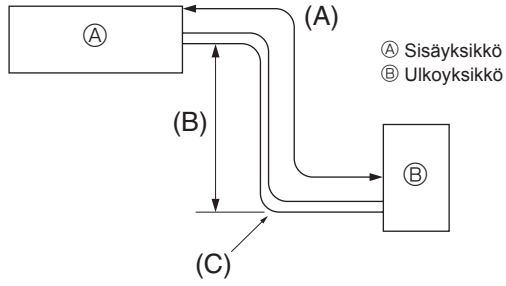 (A)
Ⓐ
Ⓐ Sisäyksikkö
Ⓑ Ulkoyksikkö
(B)
Ⓑ
(C)